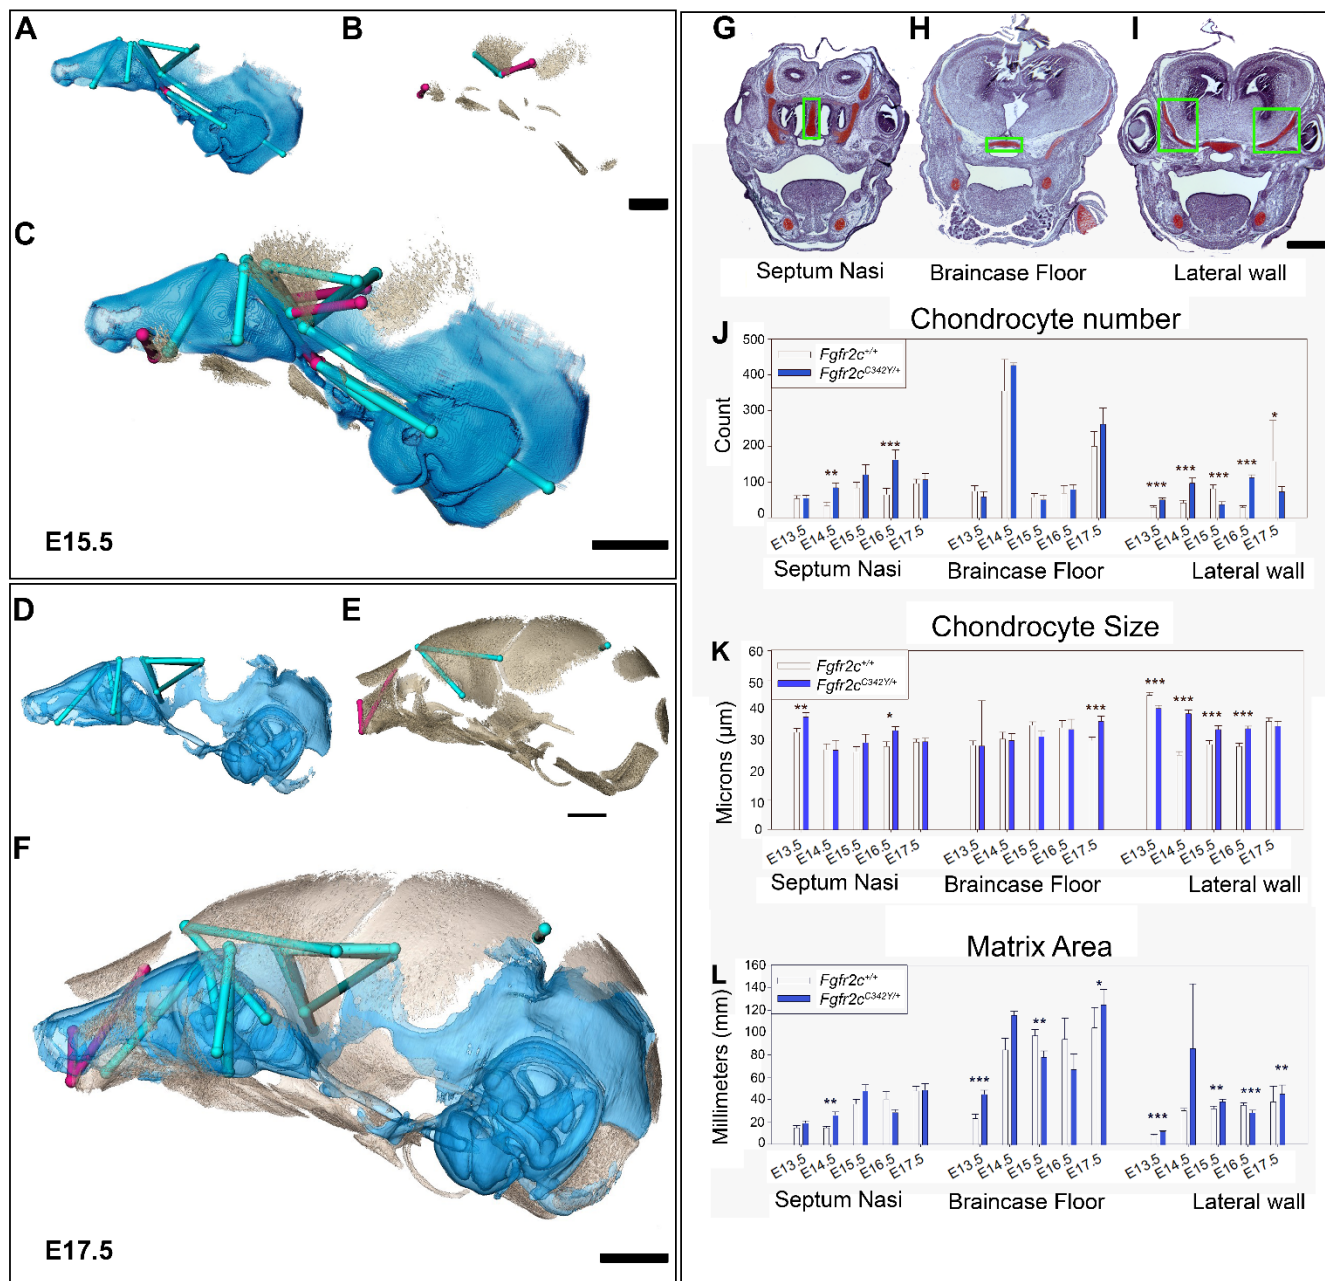 A
B
C
E15.5
D
E
F
E17.5
G
H
I
Septum Nasi
Braincase Floor
Lateral wall
J
Chondrocyte number
Fgfr2c+/+
Fgfr2cC342Y/+
Count
500
400
300
200
100
0
** *** *** *** *** *** *
E13.5 E14.5 E15.5 E16.5 E17.5 E13.5 E14.5 E15.5 E16.5 E17.5 E13.5 E14.5 E15.5 E16.5 E17.5
Septum Nasi
Braincase Floor
Lateral wall
K
Chondrocyte Size
Fgfr2c+/+
Fgfr2cC342Y/+
Microns (µm)
60
50
40
30
20
10
0
** * *** *** *** *** ***
E13.5 E14.5 E15.5 E16.5 E17.5 E13.5 E14.5 E15.5 E16.5 E17.5 E13.5 E14.5 E15.5 E16.5 E17.5
Septum Nasi
Braincase Floor
Lateral wall
L
Matrix Area
Fgfr2c+/+
Fgfr2cC342Y/+
Millimeters (mm)
160
140
120
100
80
60
40
20
0
** *** ** * *** ** *** **
E13.5 E14.5 E15.5 E16.5 E17.5 E13.5 E14.5 E15.5 E16.5 E17.5 E13.5 E14.5 E15.5 E16.5 E17.5
Septum Nasi
Braincase Floor
Lateral wall